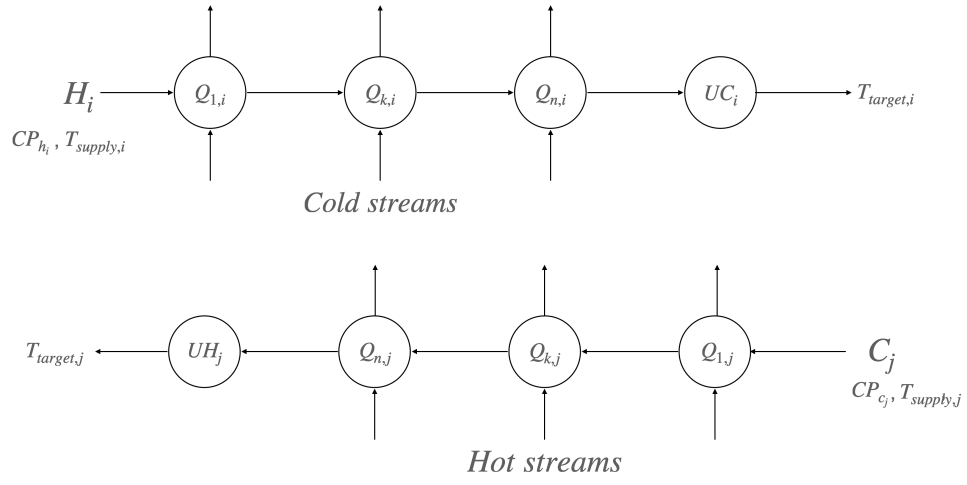 H_i Q_{1,i} Q_{k,i} Q_{n,i} UC_i T_{target,i}
CP_{h_i}, T_{supply,i}
Cold streams
T_{target,j} UH_j Q_{n,j} Q_{k,j} Q_{1,j} C_j
CP_{c_j}, T_{supply,j}
Hot streams